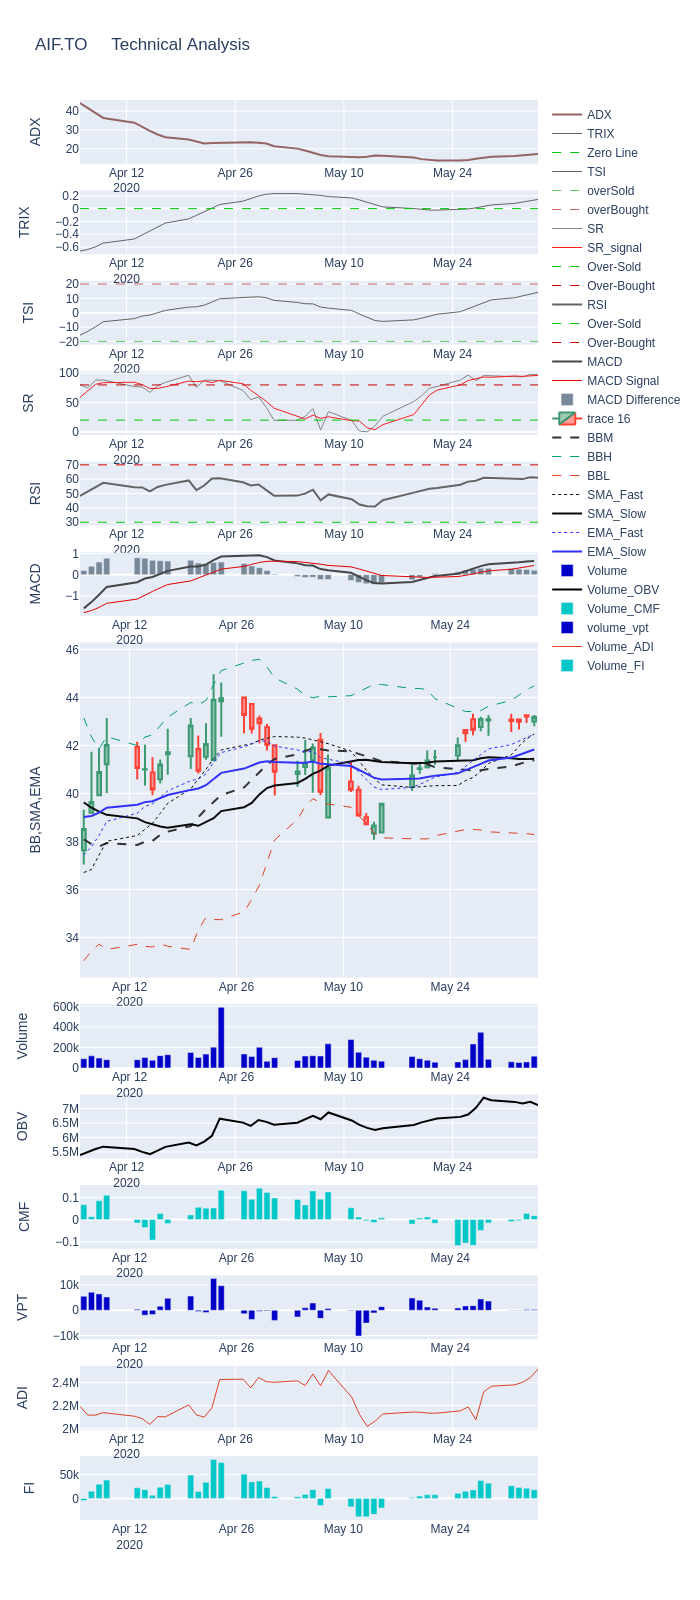 AIF.TO Technical Analysis
ADX
40
30
20
Apr 12
2020
Apr 26
May 10
May 24
TRIX
0.2
0
−0.2
−0.4
−0.6
Apr 12
2020
Apr 26
May 10
May 24
TSI
20
10
0
−10
−20
Apr 12
2020
Apr 26
May 10
May 24
SR
100
50
0
Apr 12
2020
Apr 26
May 10
May 24
RSI
70
60
50
40
30
Apr 12
2020
Apr 26
May 10
May 24
MACD
1
0
−1
Apr 12
2020
Apr 26
May 10
May 24
BB,SMA,EMA
46
44
42
40
38
36
34
Apr 12
2020
Apr 26
May 10
May 24
Volume
600k
400k
200k
0
Apr 12
2020
Apr 26
May 10
May 24
OBV
7M
6.5M
6M
5.5M
Apr 12
2020
Apr 26
May 10
May 24
CMF
0.1
0
−0.1
Apr 12
2020
Apr 26
May 10
May 24
VPT
10k
0
−10k
Apr 12
2020
Apr 26
May 10
May 24
ADI
2.4M
2.2M
2M
Apr 12
2020
Apr 26
May 10
May 24
FI
50k
0
Apr 12
2020
Apr 26
May 10
May 24
ADX
TRIX
Zero Line
TSI
overSold
overBought
SR
SR_signal
Over-Sold
Over-Bought
RSI
Over-Sold
Over-Bought
MACD
MACD Signal
MACD Difference
trace 16
BBM
BBH
BBL
SMA_Fast
SMA_Slow
EMA_Fast
EMA_Slow
Volume
Volume_OBV
Volume_CMF
volume_vpt
Volume_ADI
Volume_FI